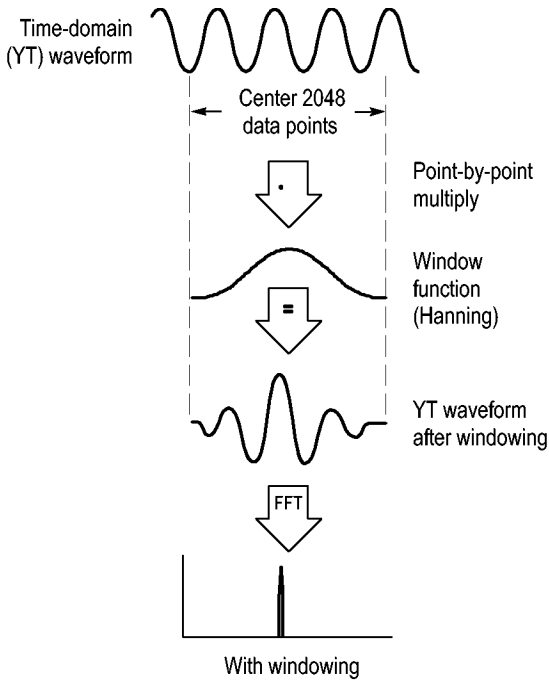 Time-domain
(YT) waveform
Center 2048
data points
Point-by-point
multiply
Window
function
(Hanning)
=
YT waveform
after windowing
FFT
With windowing